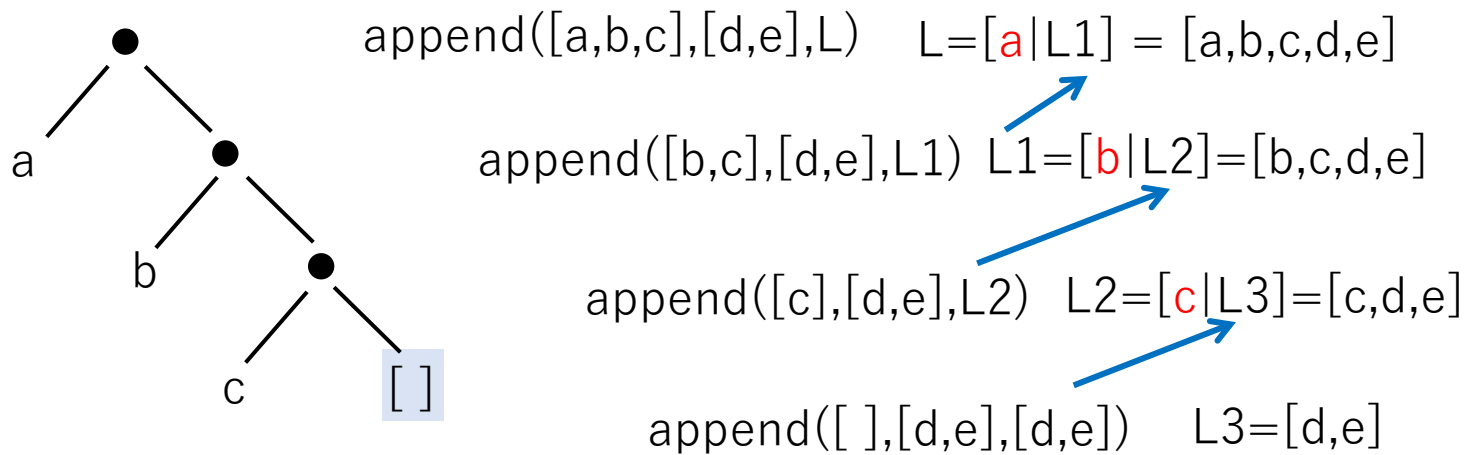 append([a,b,c],[d,e],L) L=[a|L1] = [a,b,c,d,e]
a
append([b,c],[d,e],L1) L1=[b|L2]=[b,c,d,e]
b
append([c],[d,e],L2) L2=[c|L3]=[c,d,e]
c
[ ]
append([ ],[d,e],[d,e]) L3=[d,e]